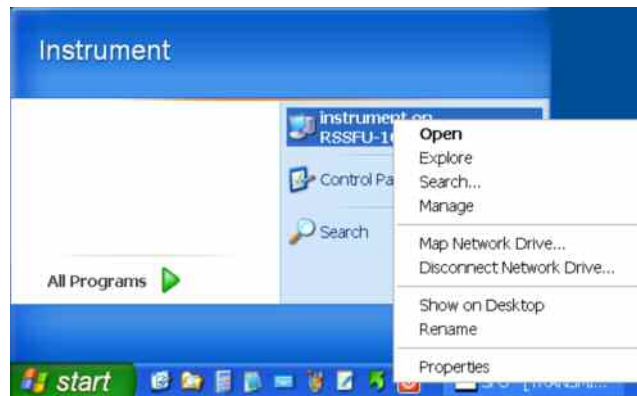 Instrument
instrument on
RSSFU-10
Control Pa
Search
All Programs
Open
Explore
Search...
Manage
Map Network Drive...
Disconnect Network Drive...
Show on Desktop
Rename
Properties
start